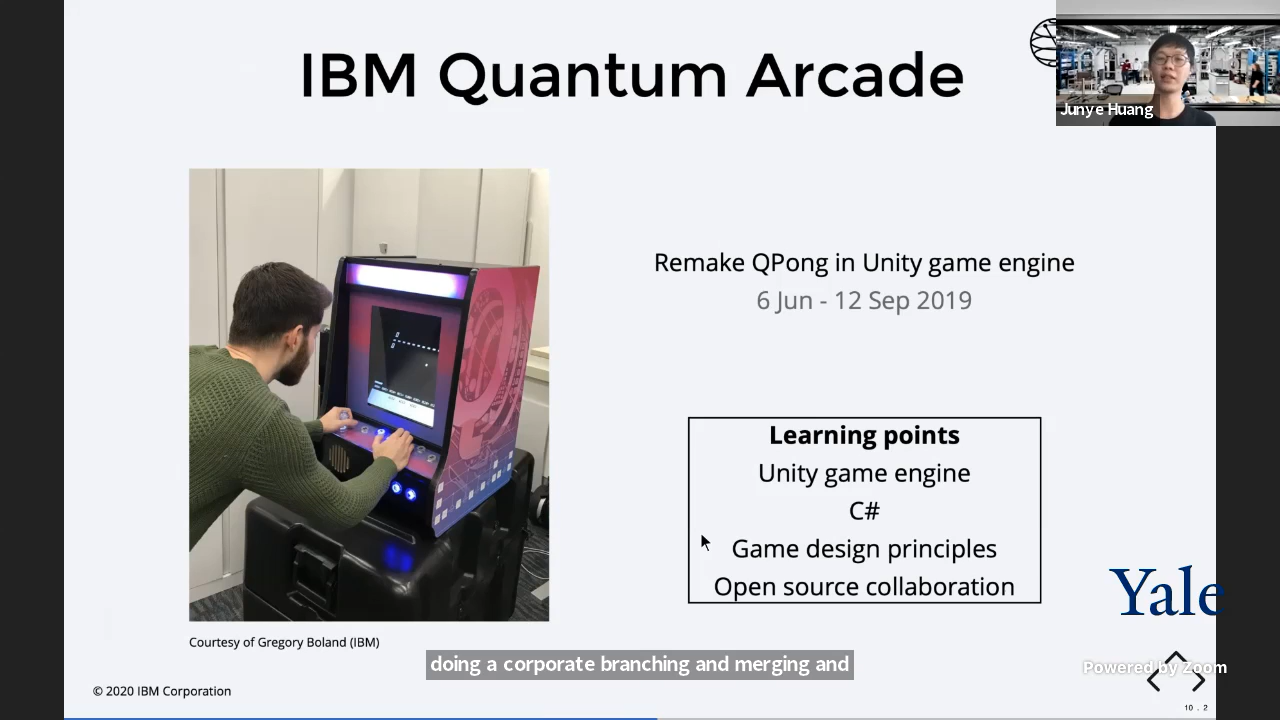 IBM Quantum Arcade
Junye Huang
Remake QPong in Unity game engine
6 Jun - 12 Sep 2019
Learning points
Unity game engine
C#
Game design principles
Open source collaboration
Yale
Courtesy of Gregory Boland (IBM)
doing a corporate branching and merging and
Powered by Zoom
© 2020 IBM Corporation
10 . 2